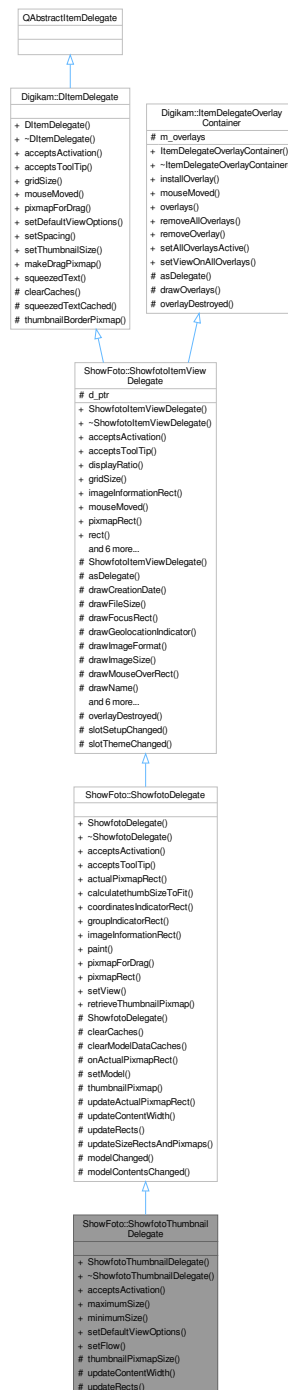 QAbstractItemDelegate
Digikam::DItemDelegate
+ DItemDelegate()
+ ~DItemDelegate()
+ acceptsActivation()
+ acceptsToolTip()
+ gridSize()
+ mouseMoved()
+ pixmapForDrag()
+ setDefaultViewOptions()
+ setSpacing()
+ setThumbnailSize()
+ makeDragPixmap()
+ squeezedText()
# clearCaches()
# squeezedTextCached()
# thumbnailBorderPixmap()
Digikam::ItemDelegateOverlay
Container
# m_overlays
+ ItemDelegateOverlayContainer()
+ ~ItemDelegateOverlayContainer
+ installOverlay()
+ mouseMoved()
+ overlays()
+ removeAllOverlays()
+ removeOverlay()
+ setAllOverlaysActive()
+ setViewOnAllOverlays()
# asDelegate()
# drawOverlays()
# overlayDestroyed()
ShowFoto::ShowfotoItemView
Delegate
# d_ptr
+ ShowfotoItemViewDelegate()
+ ~ShowfotoItemViewDelegate()
+ acceptsActivation()
+ acceptsToolTip()
+ displayRatio()
+ gridSize()
+ imageInformationRect()
+ mouseMoved()
+ pixmapRect()
+ rect()
and 6 more...
# ShowfotoItemViewDelegate()
# asDelegate()
# drawCreationDate()
# drawFileSize()
# drawFocusRect()
# drawGeolocationIndicator()
# drawImageFormat()
# drawImageSize()
# drawMouseOverRect()
# drawName()
and 6 more...
# overlayDestroyed()
# slotSetupChanged()
# slotThemeChanged()
ShowFoto::ShowfotoDelegate
+ ShowfotoDelegate()
+ ~ShowfotoDelegate()
+ acceptsActivation()
+ acceptsToolTip()
+ actualPixmapRect()
+ calculatethumbSizeToFit()
+ coordinatesIndicatorRect()
+ groupIndicatorRect()
+ imageInformationRect()
+ paint()
+ pixmapForDrag()
+ pixmapRect()
+ setView()
+ retrieveThumbnailPixmap()
# ShowfotoDelegate()
# clearCaches()
# clearModelDataCaches()
# onActualPixmapRect()
# setModel()
# thumbnailPixmap()
# updateActualPixmapRect()
# updateContentWidth()
# updateRects()
# updateSizeRectsAndPixmaps()
# modelChanged()
# modelContentsChanged()
ShowFoto::ShowfotoThumbnail
Delegate
+ ShowfotoThumbnailDelegate()
+ ~ShowfotoThumbnailDelegate()
+ acceptsActivation()
+ maximumSize()
+ minimumSize()
+ setDefaultViewOptions()
+ setFlow()
# thumbnailPixmapSize()
# updateContentWidth()
# updateRects()